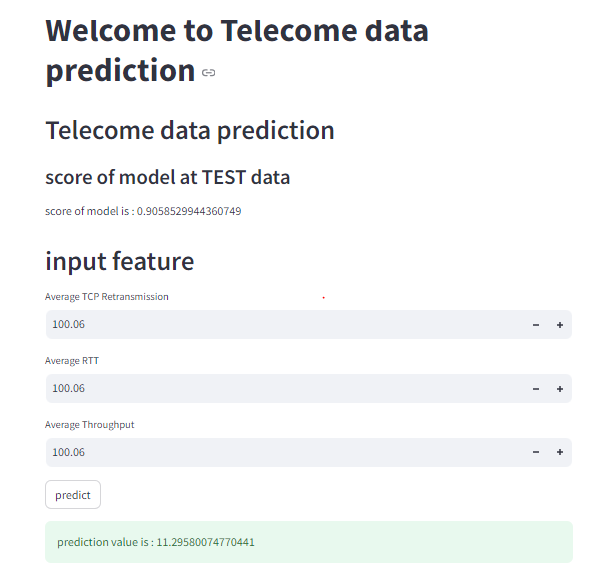 Welcome to Telecome data
prediction
Telecome data prediction
score of model at TEST data
score of model is : 0.9058529944360749
input feature
Average TCP Retransmission
100.06
Average RTT
100.06
Average Throughput
100.06
predict
prediction value is : 11.29580074770441